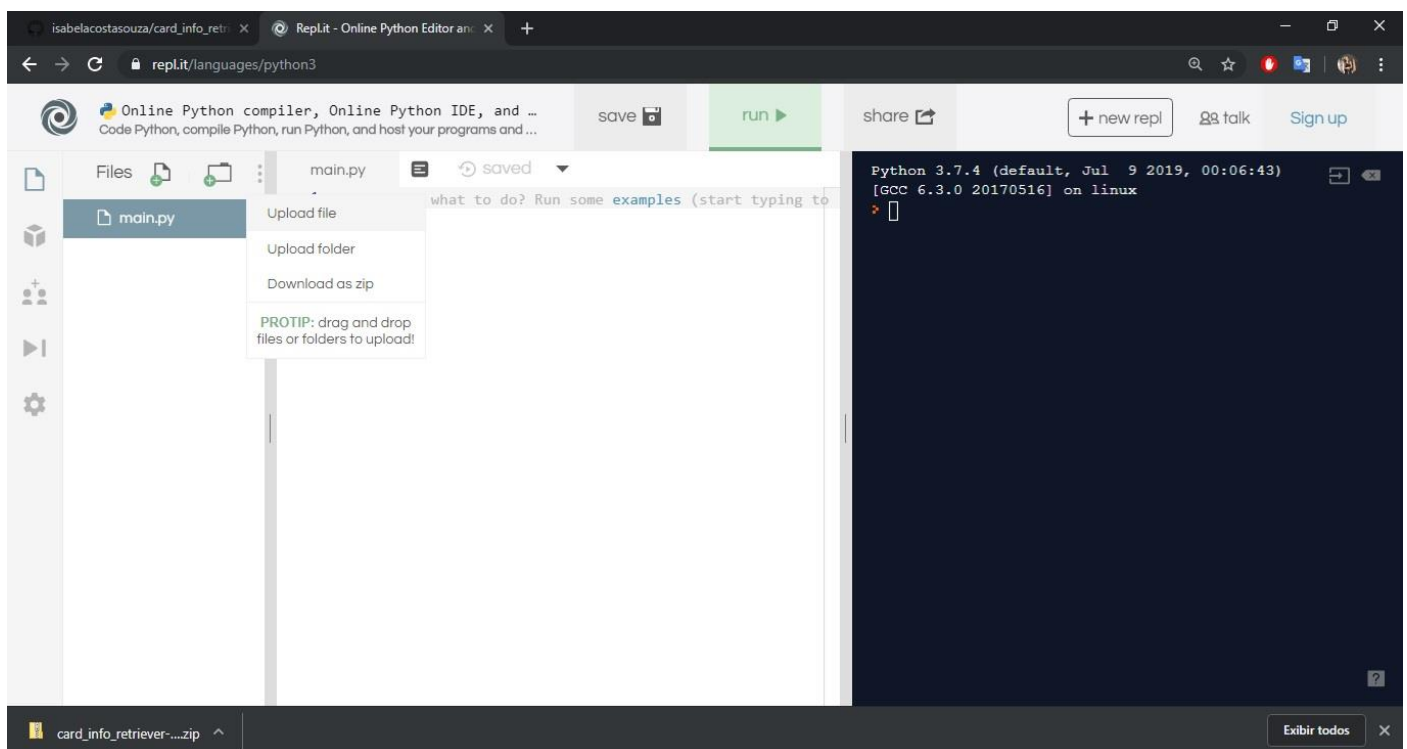 isabelacostasouza/card_info_retri
Repl.it - Online Python Editor and
repl.it/languages/python3
Online Python compiler, Online Python IDE, and …
Code Python, compile Python, run Python, and host your programs and ...
save
run
share
+ new repl
talk
Sign up
Files
main.py
saved
main.py
what to do? Run some examples (start typing to
Upload file
Upload folder
Download as zip
PROTIP: drag and drop
files or folders to upload!
Python 3.7.4 (default, Jul 9 2019, 00:06:43)
[GCC 6.3.0 20170516] on linux
>
?
card_info_retriever-....zip
Exibir todos